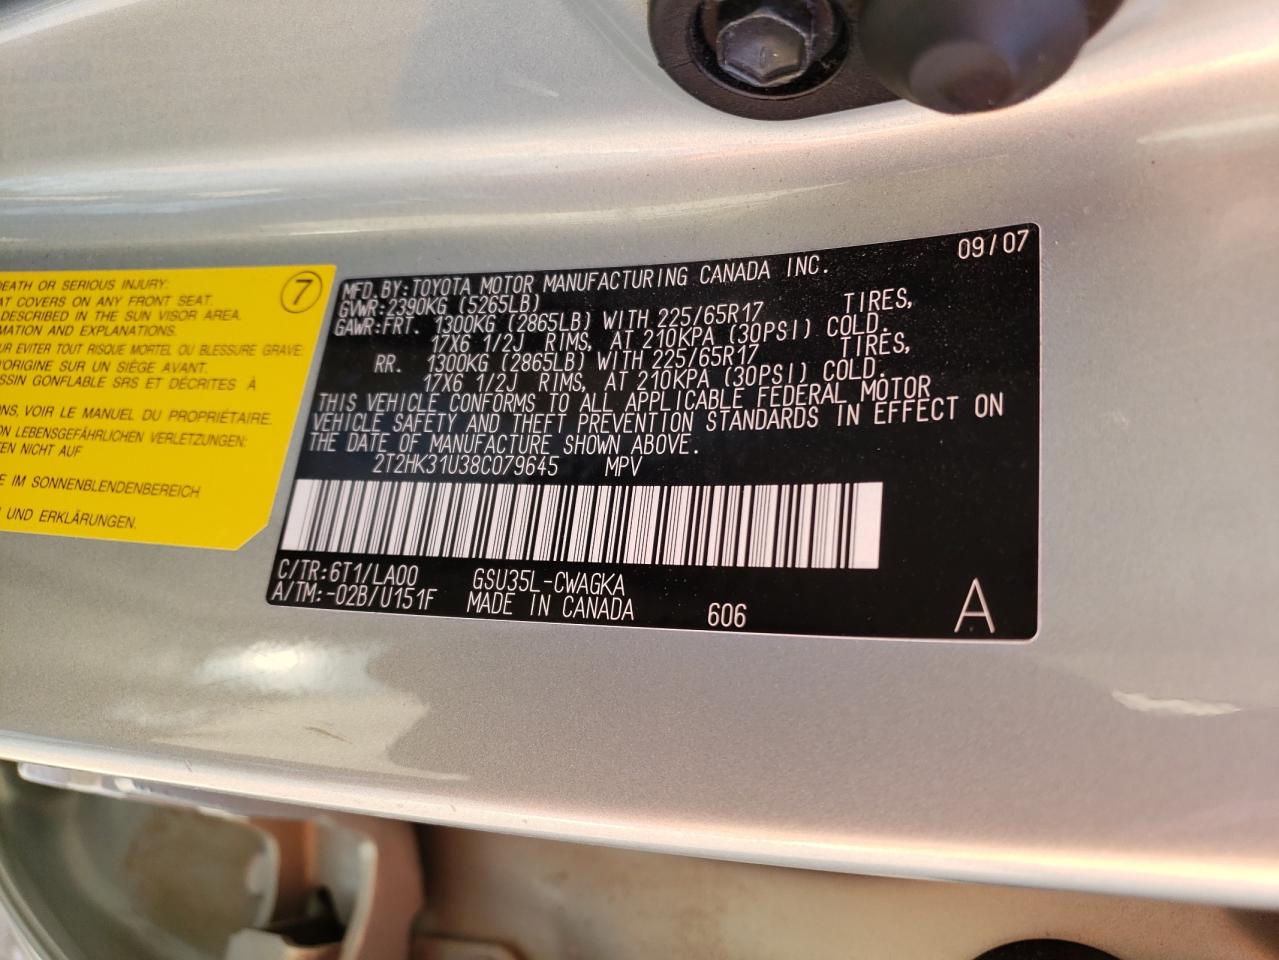 DEATH OR SERIOUS INJURY:
AT COVERS ON ANY FRONT SEAT.
DESCRIBED IN THE SUN VISOR AREA.
MATION AND EXPLANATIONS.
UR EVITER TOUT RISQUE MORTEL OU BLESSURE GRAVE
'ORIGINE SUR UN SIÈGE AVANT.
SSIN GONFLABLE SRS ET DÉCRITES À
NS, VOIR LE MANUEL DU PROPRIÉTAIRE.
ON LEBENSGEFÄHRLICHEN VERLETZUNGEN:
EN NICHT AUF
E IM SONNENBLENDENBEREICH
UND ERKLÄRUNGEN.
7
09/07
MFD. BY: TOYOTA MOTOR MANUFACTURING CANADA INC.
GVWR: 2390KG (5265LB)
GAWR: FRT. 1300KG (2865LB) WITH 225/65R17 TIRES,
17X6 1/2J RIMS, AT 210KPA (30PSI) COLD.
RR. 1300KG (2865LB) WITH 225/65R17 TIRES,
17X6 1/2J RIMS, AT 210KPA (30PSI) COLD.
THIS VEHICLE CONFORMS TO ALL APPLICABLE FEDERAL MOTOR
VEHICLE SAFETY AND THEFT PREVENTION STANDARDS IN EFFECT ON
THE DATE OF MANUFACTURE SHOWN ABOVE.
2T2HK31U38C079645 MPV
C/TR: 6T1/LA00 GSU35L-CWAGKA
A/TM: -02B/U151F MADE IN CANADA 606 A